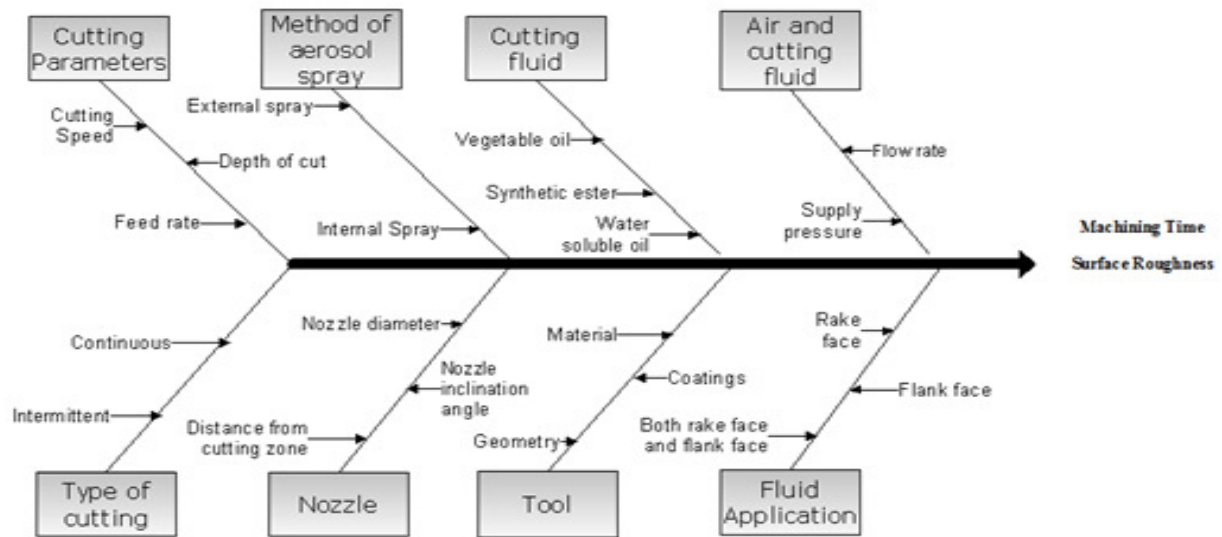 Cutting
Parameters
Method of
aerosol
spray
Cutting
fluid
Air and
cutting
fluid
Cutting
Speed
Depth of cut
Feed rate
External spray
Internal Spray
Vegetable oil
Synthetic ester
Water
soluble oil
Flow rate
Supply
pressure
Machining Time
Surface Roughness
Continuous
Intermittent
Nozzle diameter
Nozzle
inclination
angle
Distance from
cutting zone
Material
Coatings
Geometry
Rake
face
Flank face
Both rake face
and flank face
Type of
cutting
Nozzle
Tool
Fluid
Application